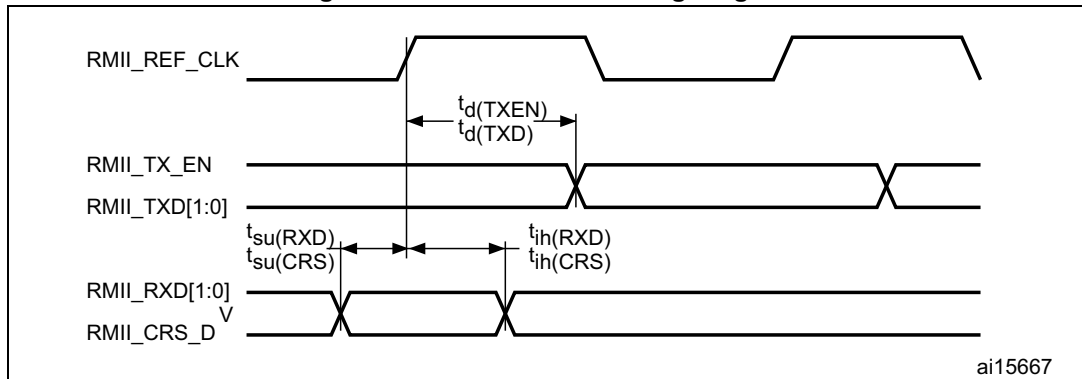 RMII_REF_CLK
td(TXEN)
td(TXD)
RMII_TX_EN
RMII_TXD[1:0]
tsu(RXD)
tsu(CRS)
tih(RXD)
tih(CRS)
RMII_RXD[1:0]
V
RMII_CRS_D
ai15667